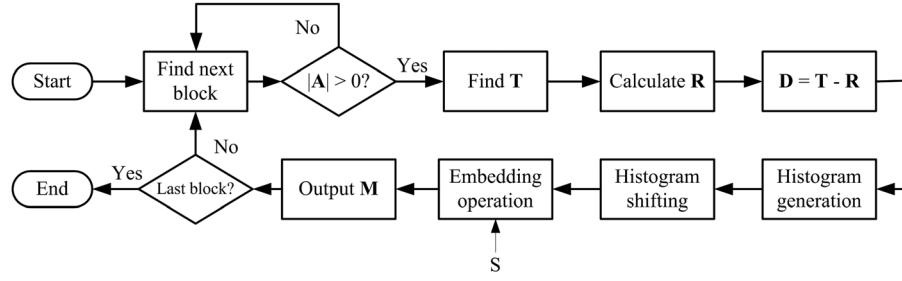 No
Start
Find next
block
|A| > 0?
Yes
Find T
Calculate R
D = T - R
No
End
Yes
Last block?
Output M
Embedding
operation
Histogram
shifting
Histogram
generation
S